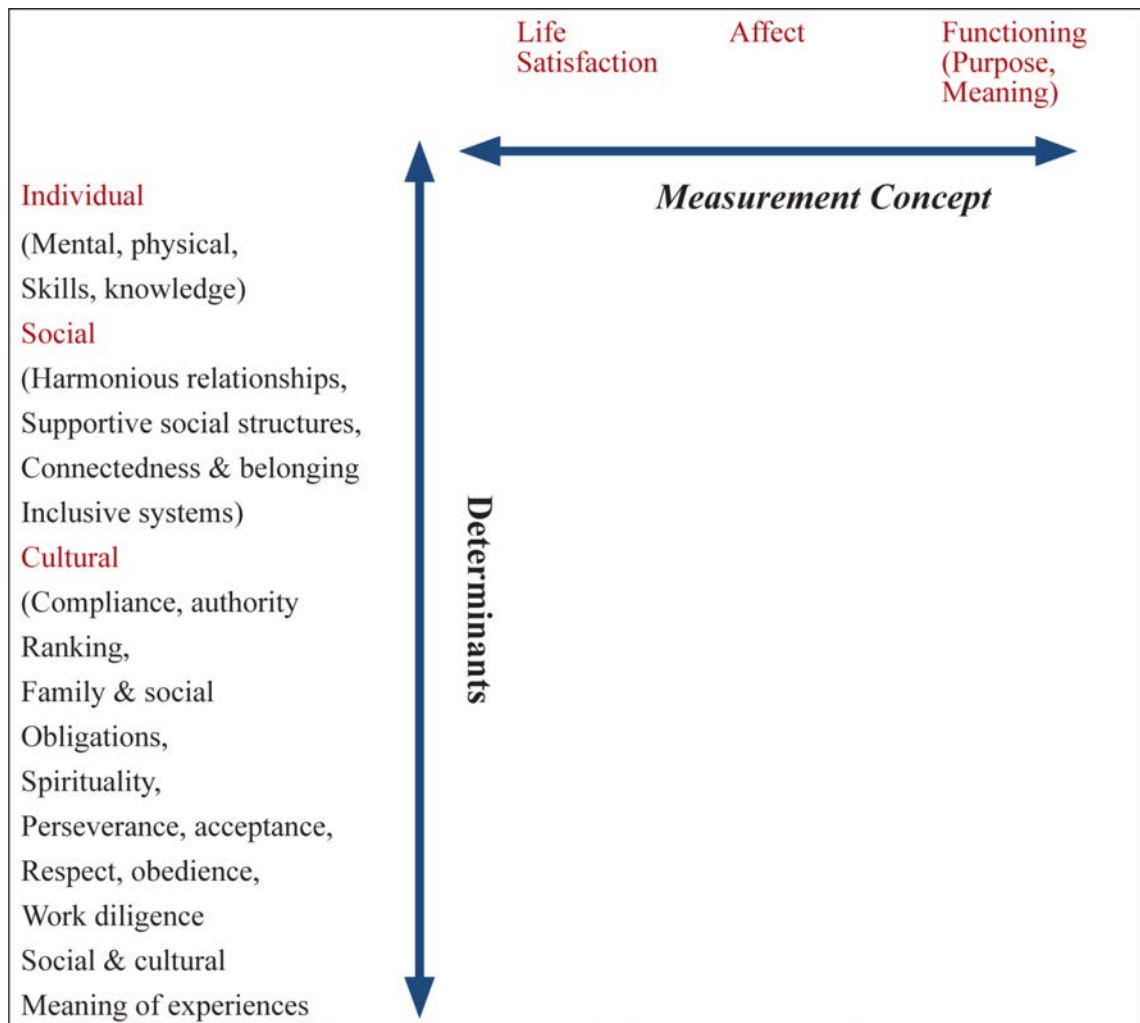 Life
Satisfaction
Affect
Functioning
(Purpose,
Meaning)
Measurement Concept
Individual
(Mental, physical,
Skills, knowledge)
Social
(Harmonious relationships,
Supportive social structures,
Connectedness & belonging
Inclusive systems)
Cultural
(Compliance, authority
Ranking,
Family & social
Obligations,
Spirituality,
Perseverance, acceptance,
Respect, obedience,
Work diligence
Social & cultural
Meaning of experiences
Determinants